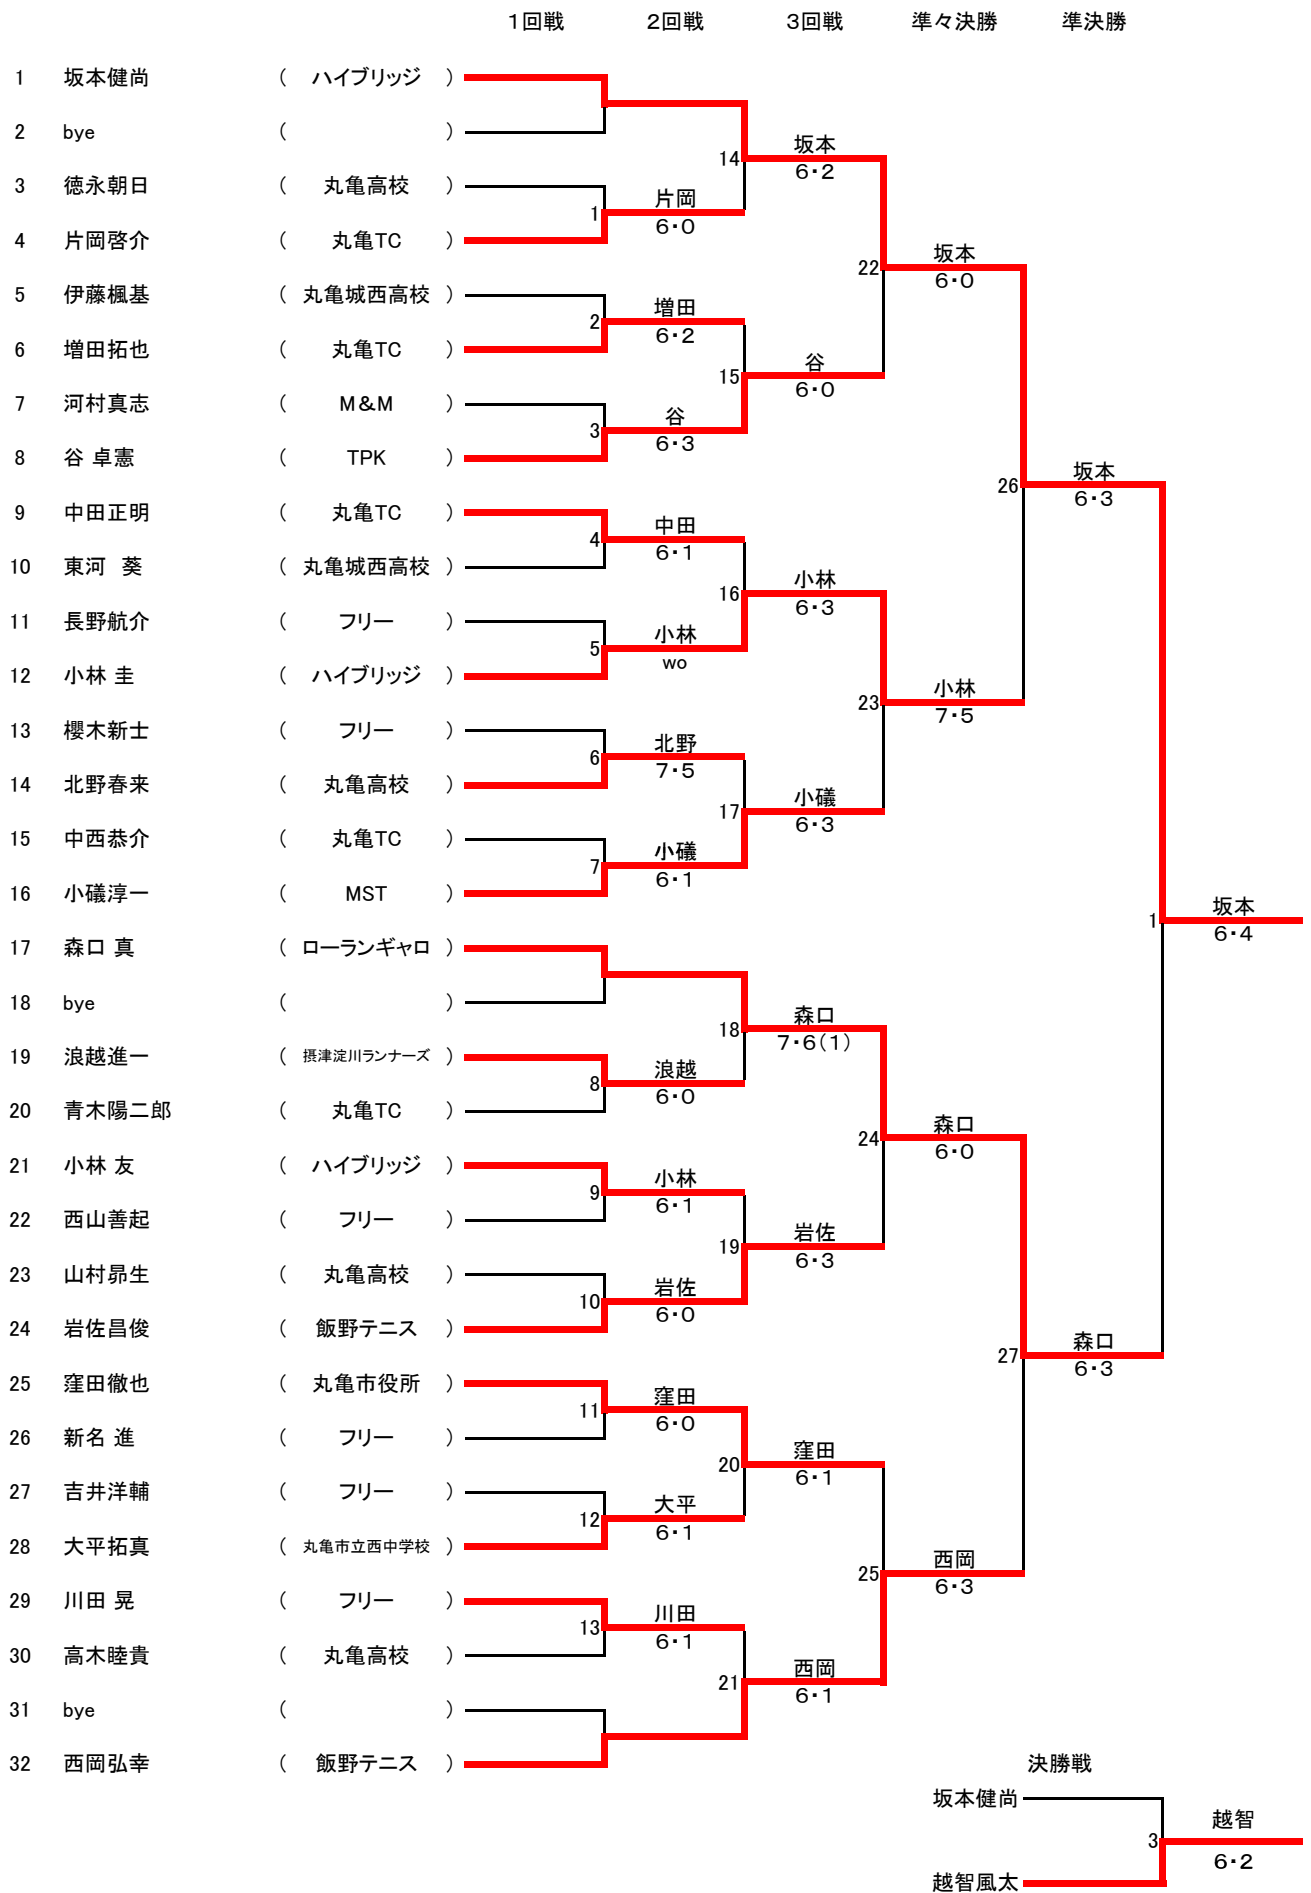 １回戦 ２回戦 ３回戦 準々決勝 準決勝
1 坂本健尚 （ ハイブリッジ ）
2 bye （ ）
14 坂本
6・2
3 徳永朝日 （ 丸亀高校 ）
1 片岡
6・0
4 片岡啓介 （ 丸亀TC ）
22 坂本
6・0
5 伊藤楓基 （ 丸亀城西高校 ）
2 増田
6・2
6 増田拓也 （ 丸亀TC ）
15 谷
6・0
7 河村真志 （ M＆M ）
3 谷
6・3
8 谷 卓憲 （ TPK ）
26 坂本
6・3
9 中田正明 （ 丸亀TC ）
4 中田
6・1
10 東河 葵 （ 丸亀城西高校 ）
16 小林
6・3
11 長野航介 （ フリー ）
5 小林
wo
12 小林 圭 （ ハイブリッジ ）
23 小林
7・5
13 櫻木新士 （ フリー ）
6 北野
7・5
14 北野春来 （ 丸亀高校 ）
17 小礒
6・3
15 中西恭介 （ 丸亀TC ）
7 小礒
6・1
16 小礒淳一 （ MST ）
1 坂本
6・4
17 森口 真 （ ローランギャロ ）
18 bye （ ）
18 森口
7・6（1）
19 浪越進一 （ 摂津淀川ランナーズ ）
8 浪越
6・0
20 青木陽二郎 （ 丸亀TC ）
24 森口
6・0
21 小林 友 （ ハイブリッジ ）
9 小林
6・1
22 西山善起 （ フリー ）
19 岩佐
6・3
23 山村昴生 （ 丸亀高校 ）
10 岩佐
6・0
24 岩佐昌俊 （ 飯野テニス ）
27 森口
6・3
25 窪田徹也 （ 丸亀市役所 ）
11 窪田
6・0
26 新名 進 （ フリー ）
20 窪田
6・1
27 吉井洋輔 （ フリー ）
12 大平
6・1
28 大平拓真 （ 丸亀市立西中学校 ）
25 西岡
6・3
29 川田 晃 （ フリー ）
13 川田
6・1
30 高木睦貴 （ 丸亀高校 ）
21 西岡
6・1
31 bye （ ）
32 西岡弘幸 （ 飯野テニス ）
決勝戦
坂本健尚
3 越智
6・2
越智風太